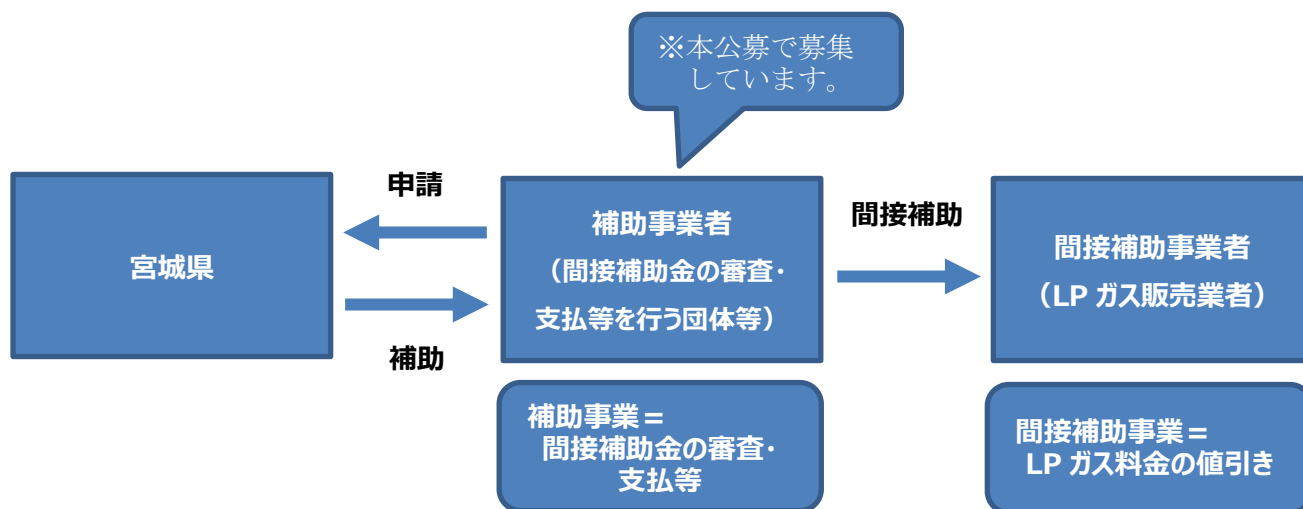 ※本公募で募集
しています。
申請
宮城県
補助
補助事業者
（間接補助金の審査・
支払等を行う団体等）
間接補助
間接補助事業者
（LP ガス販売業者）
補助事業＝
間接補助金の審査・
支払等
間接補助事業＝
LP ガス料金の値引き